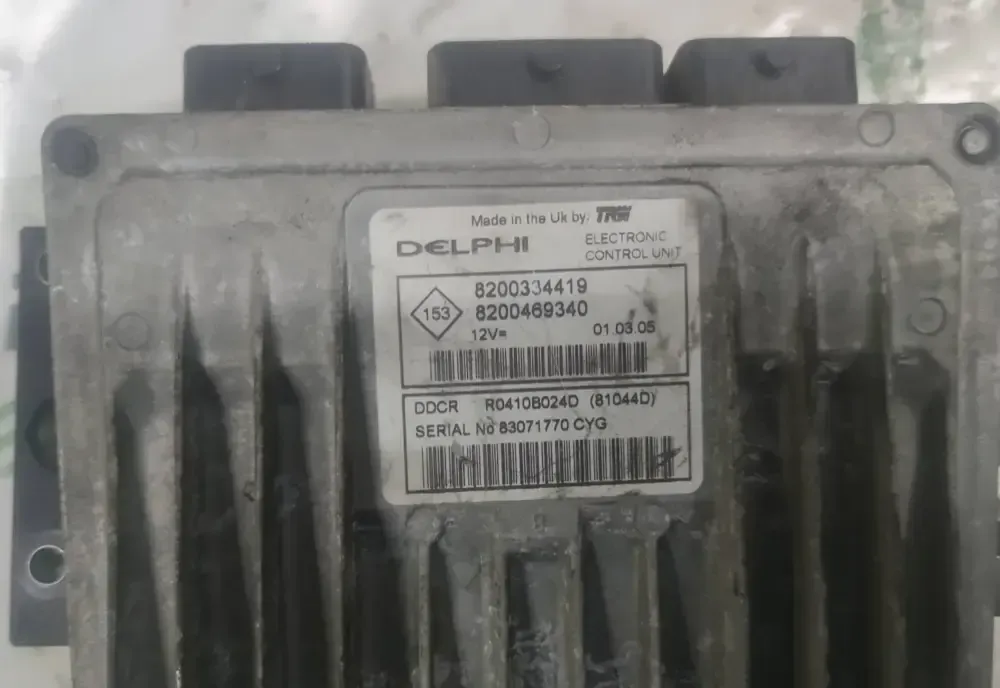 Made in the Uk by: TRW
DELPHI
ELECTRONIC
CONTROL UNIT
153
8200334419
8200469340
12V=
01.03.05
DDCR R0410B024D (81044D)
SERIAL No 83071770 CYG